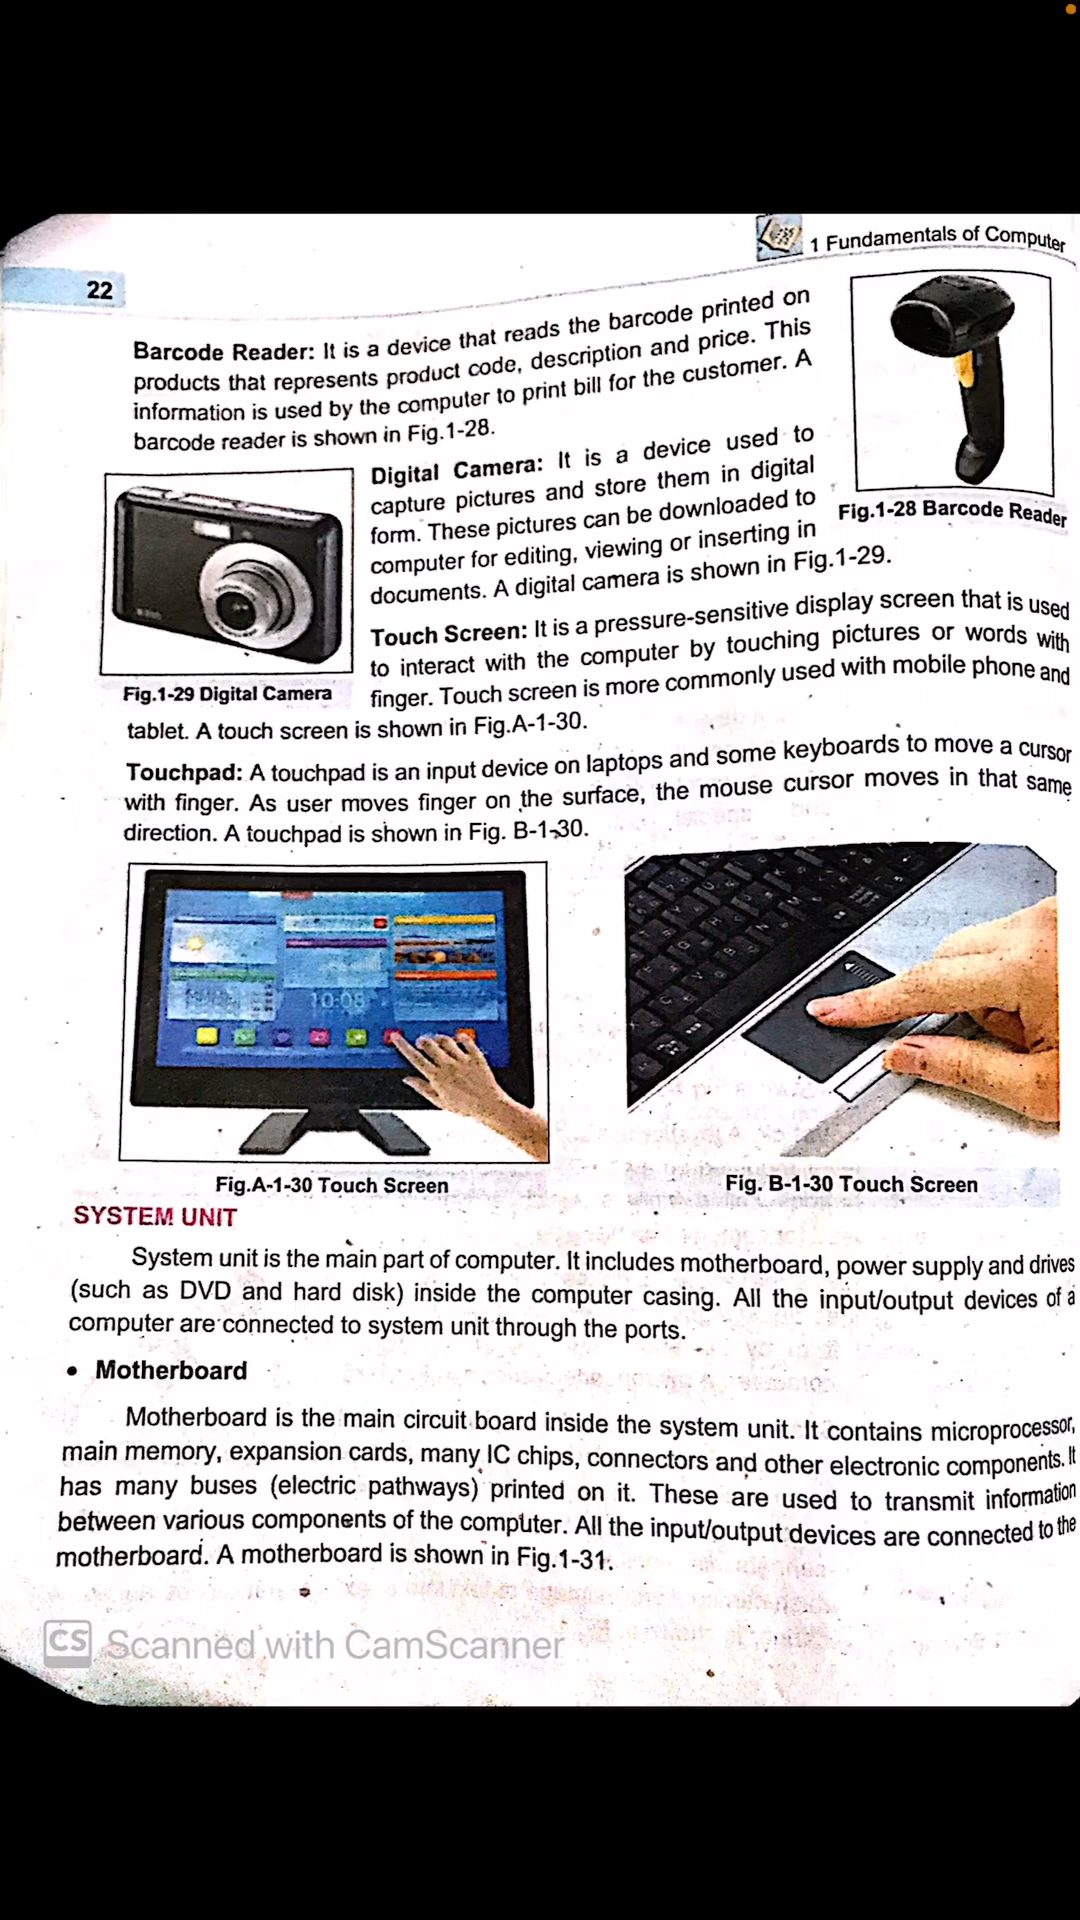 1 Fundamentals of Computer
22
Barcode Reader: It is a device that reads the barcode printed on
products that represents product code, description and price. This
information is used by the computer to print bill for the customer. A
barcode reader is shown in Fig.1-28.
Fig.1-28 Barcode Reader
Digital Camera: It is a device used to
capture pictures and store them in digital
form. These pictures can be downloaded to
computer for editing, viewing or inserting in
documents. A digital camera is shown in Fig.1-29.
Fig.1-29 Digital Camera
Touch Screen: It is a pressure-sensitive display screen that is used
to interact with the computer by touching pictures or words with
finger. Touch screen is more commonly used with mobile phone and
tablet. A touch screen is shown in Fig.A-1-30.
Touchpad: A touchpad is an input device on laptops and some keyboards to move a cursor
with finger. As user moves finger on the surface, the mouse cursor moves in that same
direction. A touchpad is shown in Fig. B-1-30.
10:08
Fig.A-1-30 Touch Screen
Fig. B-1-30 Touch Screen
SYSTEM UNIT
System unit is the main part of computer. It includes motherboard, power supply and drives
(such as DVD and hard disk) inside the computer casing. All the input/output devices of a
computer are connected to system unit through the ports.
• Motherboard
Motherboard is the main circuit board inside the system unit. It contains microprocessor,
main memory, expansion cards, many IC chips, connectors and other electronic components. It
has many buses (electric pathways) printed on it. These are used to transmit information
between various components of the computer. All the input/output devices are connected to the
motherboard. A motherboard is shown in Fig.1-31.
CS Scanned with CamScanner